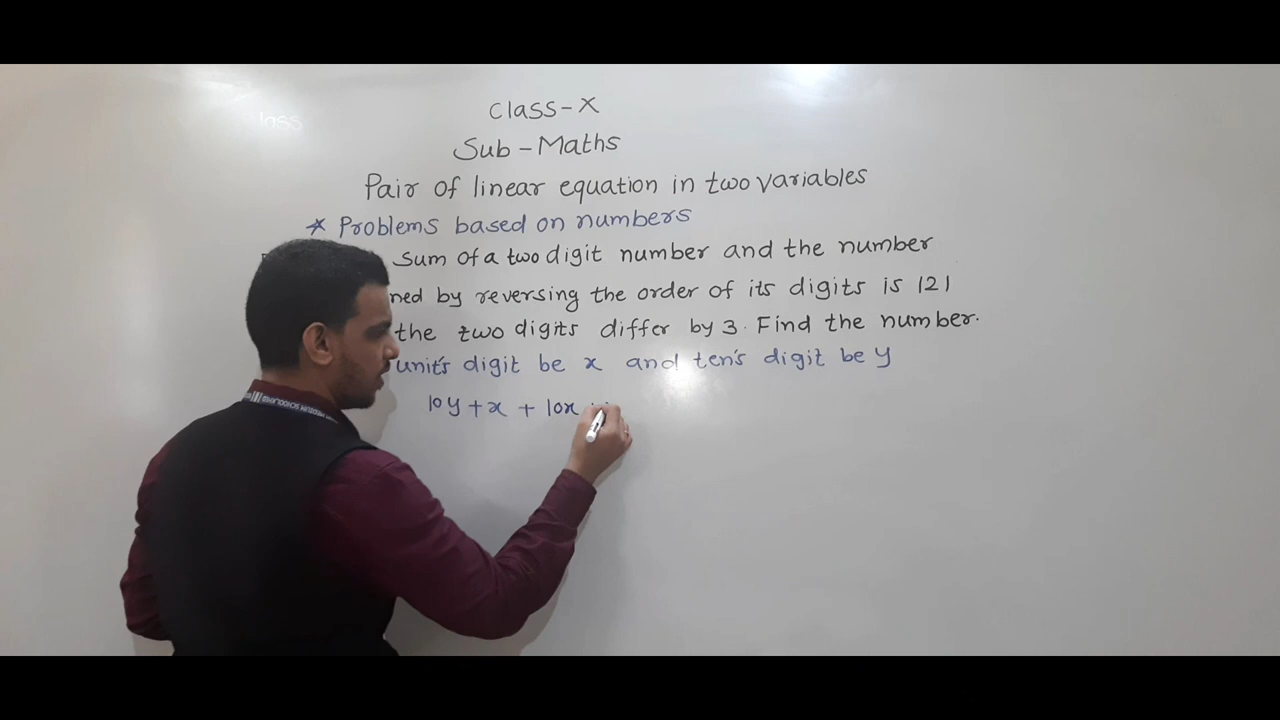 Class-X
Sub-Maths
Pair of linear equation in two variables
* Problems based on numbers
Sum of a two digit number and the number
ned by reversing the order of its digits is 121
the two digits differ by 3. Find the number.
unit's digit be x and ten's digit be y
10y+x + 10x